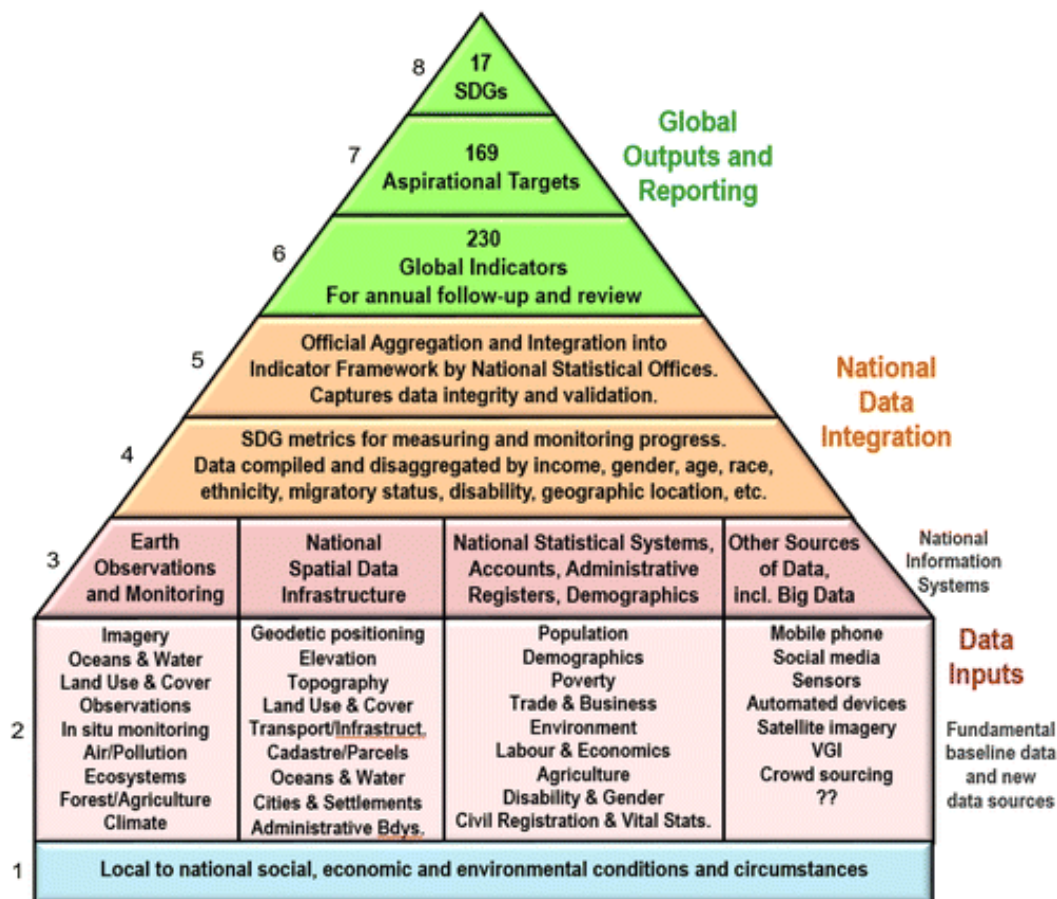 8
17
SDGs
Global
Outputs and
Reporting
7
169
Aspirational Targets
6
230
Global Indicators
For annual follow-up and review
5
Official Aggregation and Integration into
Indicator Framework by National Statistical Offices.
Captures data integrity and validation.
National
Data
Integration
4
SDG metrics for measuring and monitoring progress.
Data compiled and disaggregated by income, gender, age, race,
ethnicity, migratory status, disability, geographic location, etc.
3
Earth
Observations
and Monitoring
National
Spatial Data
Infrastructure
National Statistical Systems,
Accounts, Administrative
Registers, Demographics
Other Sources
of Data,
incl. Big Data
National
Information
Systems
Data
Inputs
2
Imagery
Oceans & Water
Land Use & Cover
Observations
In situ monitoring
Air/Pollution
Ecosystems
Forest/Agriculture
Climate
Geodetic positioning
Elevation
Topography
Land Use & Cover
Transport/Infrastruct.
Cadastre/Parcels
Oceans & Water
Cities & Settlements
Administrative Bdys.
Population
Demographics
Poverty
Trade & Business
Environment
Labour & Economics
Agriculture
Disability & Gender
Civil Registration & Vital Stats.
Mobile phone
Social media
Sensors
Automated devices
Satellite imagery
VGI
Crowd sourcing
??
Fundamental
baseline data
and new
data sources
1
Local to national social, economic and environmental conditions and circumstances